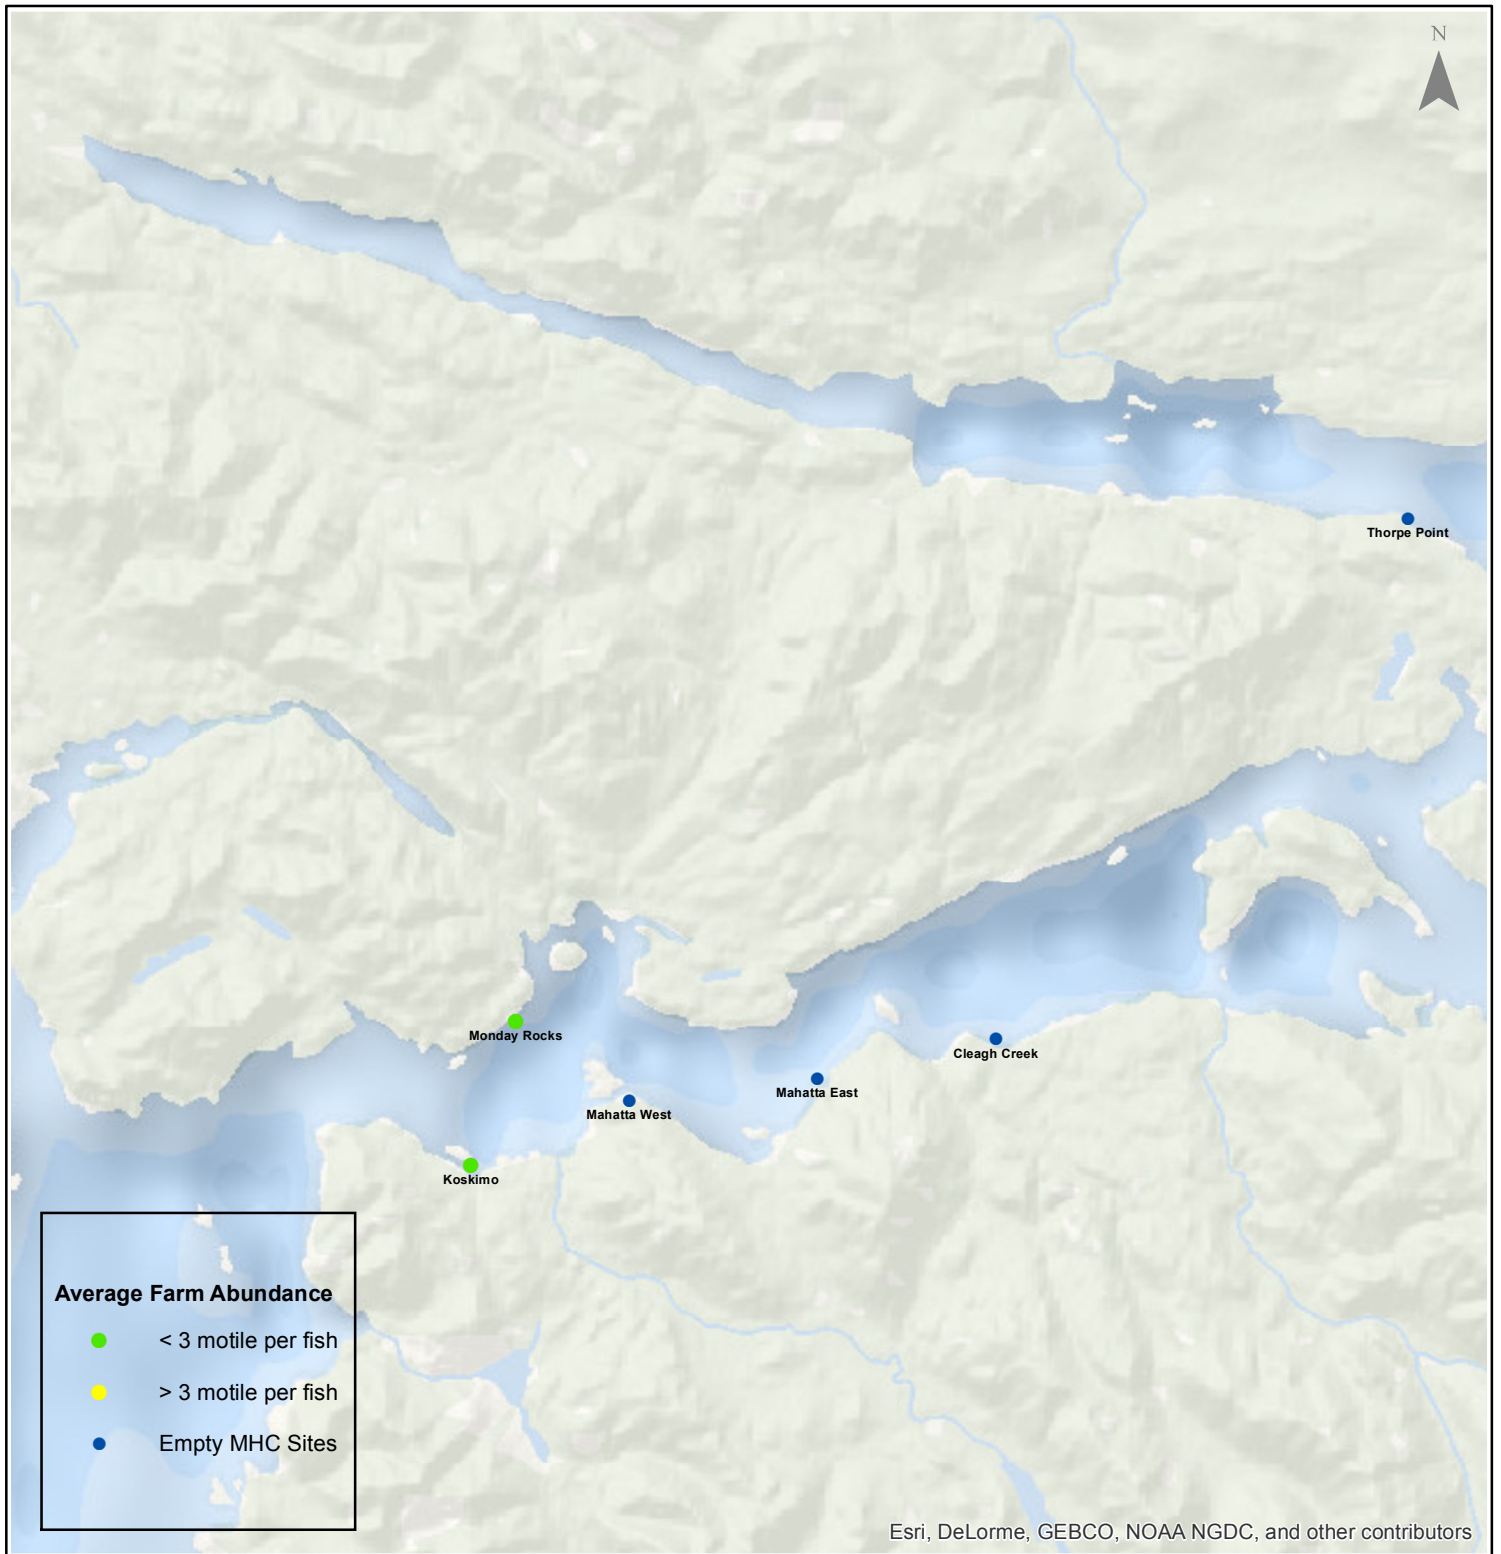 N
Thorpe Point
Monday Rocks
Cleagh Creek
Mahatta East
Mahatta West
Koskimo
Average Farm Abundance
< 3 motile per fish
> 3 motile per fish
Empty MHC Sites
Esri, DeLorme, GEBCO, NOAA NGDC, and other contributors